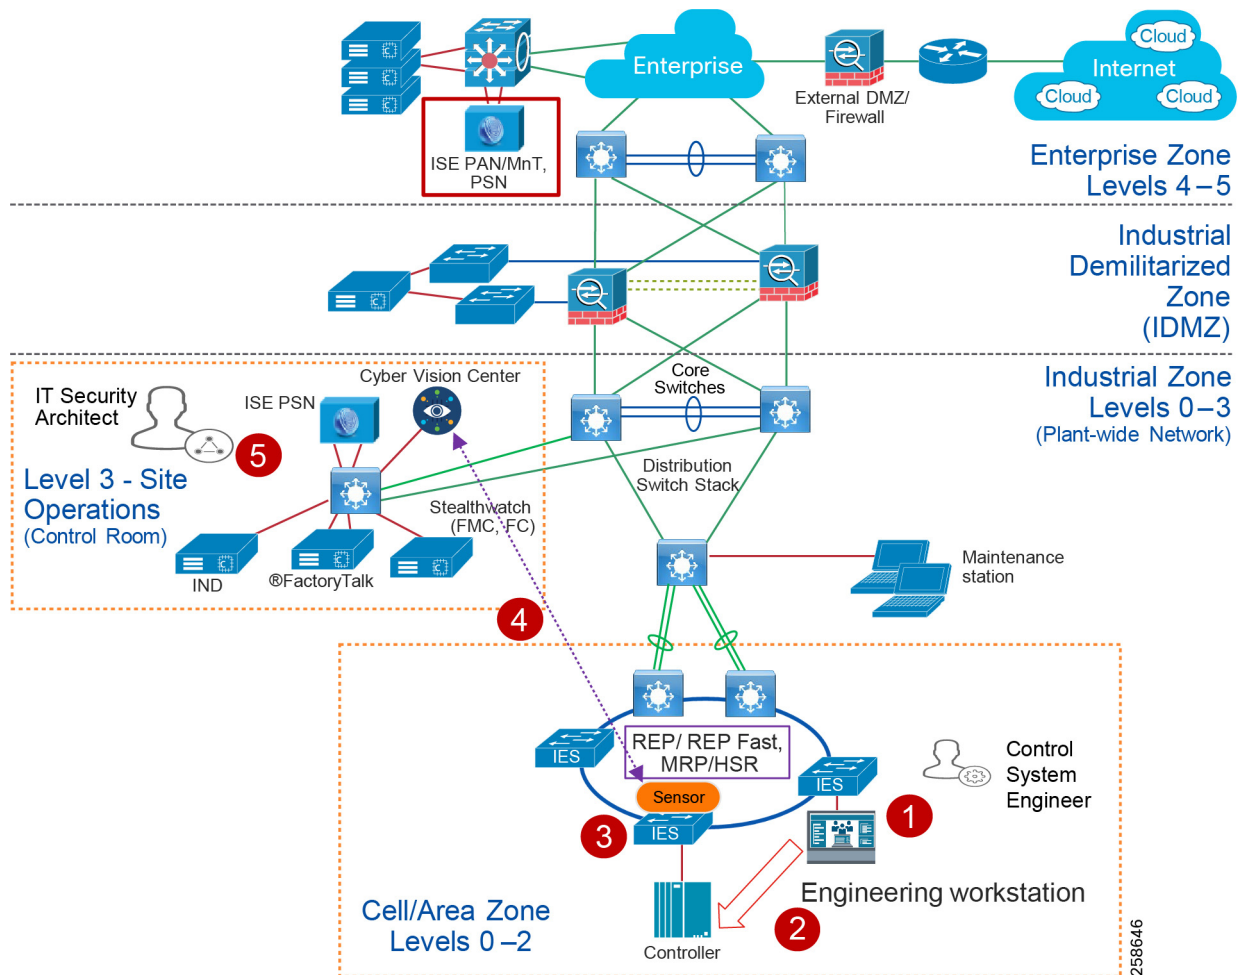 Enterprise
Cloud
Internet
Cloud
Cloud
External DMZ/
Firewall
ISE PAN/MnT,
PSN
Enterprise Zone
Levels 4–5
Industrial
Demilitarized
Zone
(IDMZ)
Industrial Zone
Levels 0–3
(Plant-wide Network)
Core
Switches
Cyber Vision Center
IT Security
Architect
ISE PSN
5
Level 3 - Site
Operations
(Control Room)
Stealthwatch
(FMC, FC)
IND
®FactoryTalk
Distribution
Switch Stack
Maintenance
station
4
REP/ REP Fast,
MRP/HSR
IES
IES
Sensor
IES
3
1
Control
System
Engineer
Engineering workstation
2
Controller
Cell/Area Zone
Levels 0–2
258646